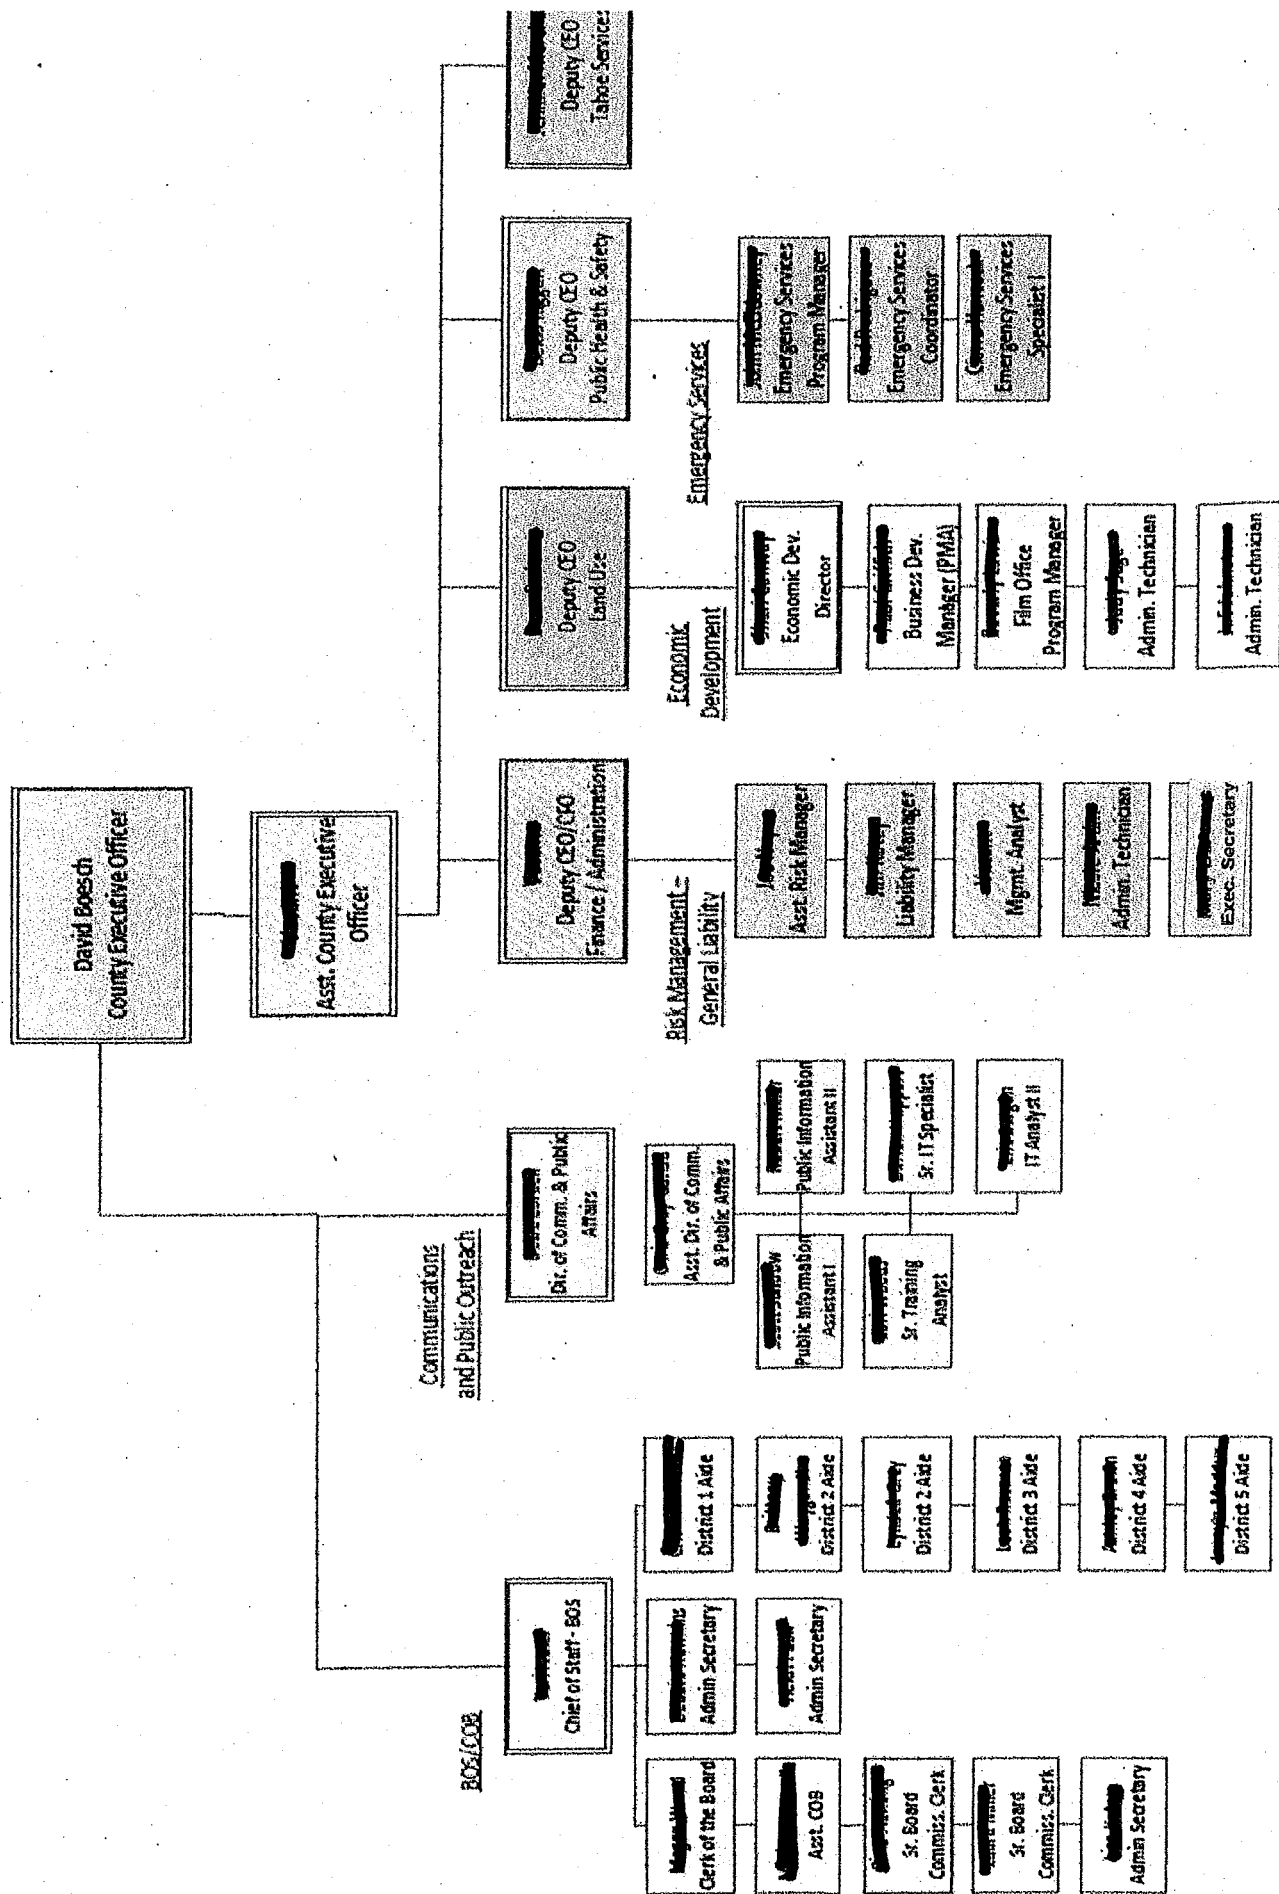 David Boesch
County Executive Officer
Asst. County Executive
Officer
BOS/COB
Chief of Staff - BOS
Clerk of the Board
Asst. COB
Sr. Board
Commiss. Clerk
Sr. Board
Commiss. Clerk
Admin Secretary
Admin Secretary
Admin Secretary
District 1 Aide
District 2 Aide
District 2 Aide
District 3 Aide
District 4 Aide
District 5 Aide
Communications
and Public Outreach
Dir. of Comm. & Public
Affairs
Asst. Dir. of Comm.
& Public Affairs
Public Information
Assistant I
Sr. Training
Analyst
Public Information
Assistant II
Sr. IT Specialist
IT Analyst II
Deputy CEO/CFO
Finance / Administration
Risk Management –
General Liability
Asst. Risk Manager
Liability Manager
Mgmt. Analyst
Admin. Technician
Exec. Secretary
Deputy CEO
Land Use
Economic
Development
Economic Dev.
Director
Business Dev.
Manager (PMA)
Film Office
Program Manager
Admin. Technician
Admin. Technician
Deputy CEO
Public Health & Safety
Emergency Services
Emergency Services
Program Manager
Emergency Services
Coordinator
Emergency Services
Specialist I
Deputy CEO
Tahoe Services